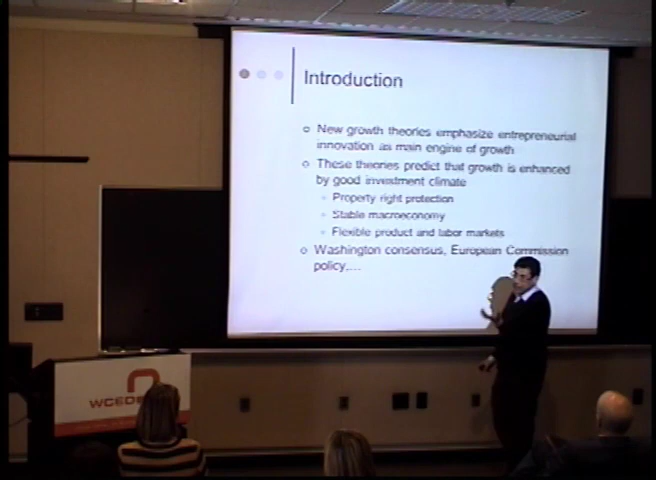 Introduction
New growth theories emphasize entrepreneurial
innovation as main engine of growth
These theories predict that growth is enhanced
by good investment climate
Property right protection
Stable macroeconomy
Flexible product and labor markets
Washington consensus, European Commission
policy,...